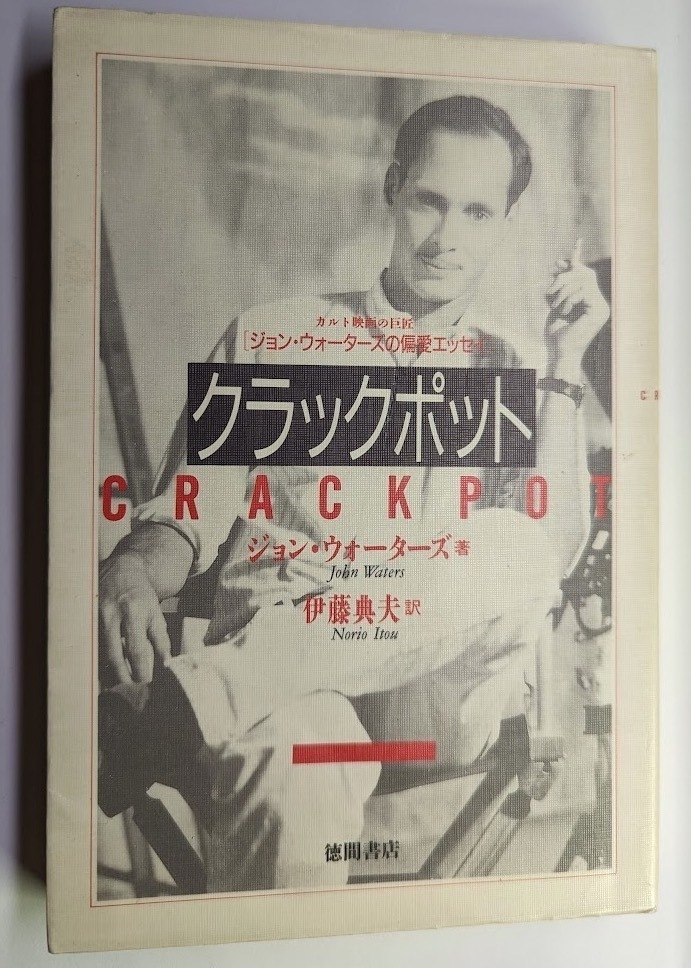 カルト映画の巨匠
[ジョン・ウォーターズの偏愛エッセイ]
クラックポット
CRACKPOT
ジョン・ウォーターズ 著
John Waters
伊藤典夫 訳
Norio Itou
徳間書店
CR